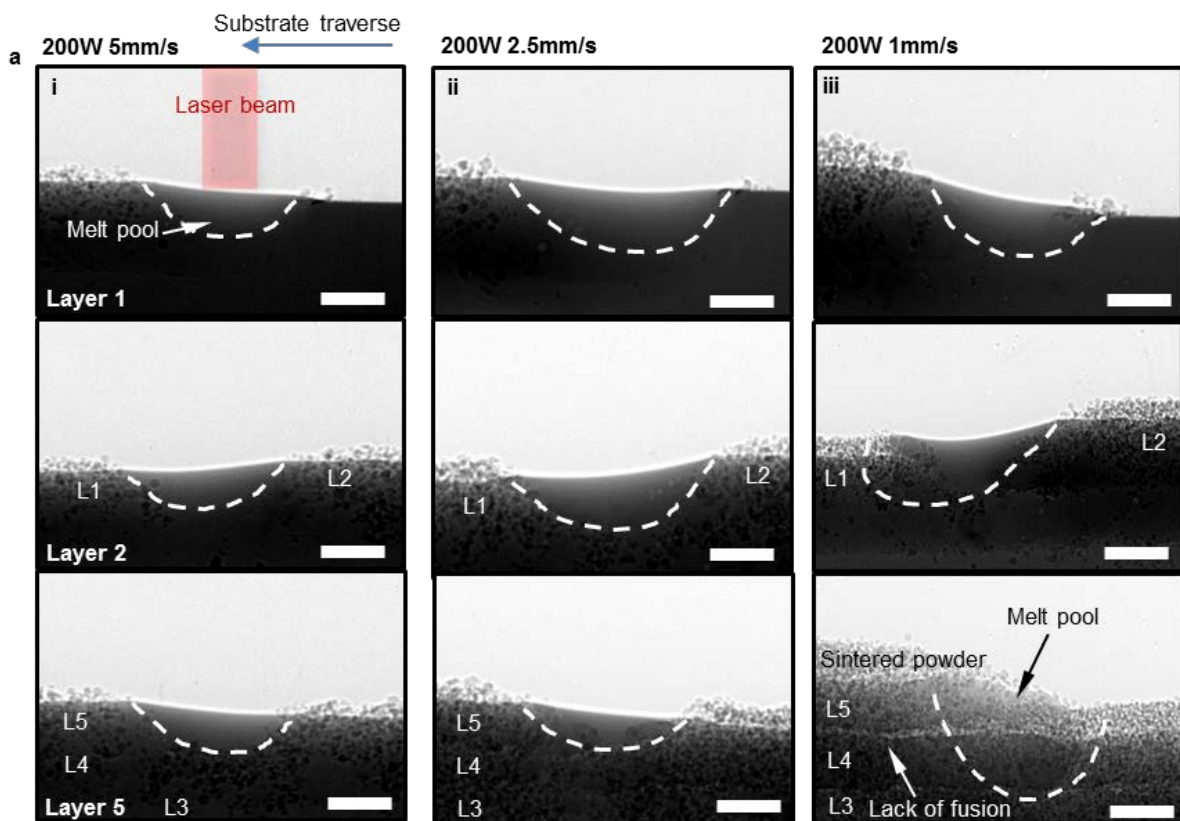 Substrate traverse
a
200W 5mm/s
200W 2.5mm/s
200W 1mm/s
i
Laser beam
Melt pool
Layer 1
ii
iii
L1
L2
Layer 2
L1
L2
L1
L2
L5
L4
L3
Layer 5
L5
L4
L3
Melt pool
Sintered powder
L5
L4
L3
Lack of fusion